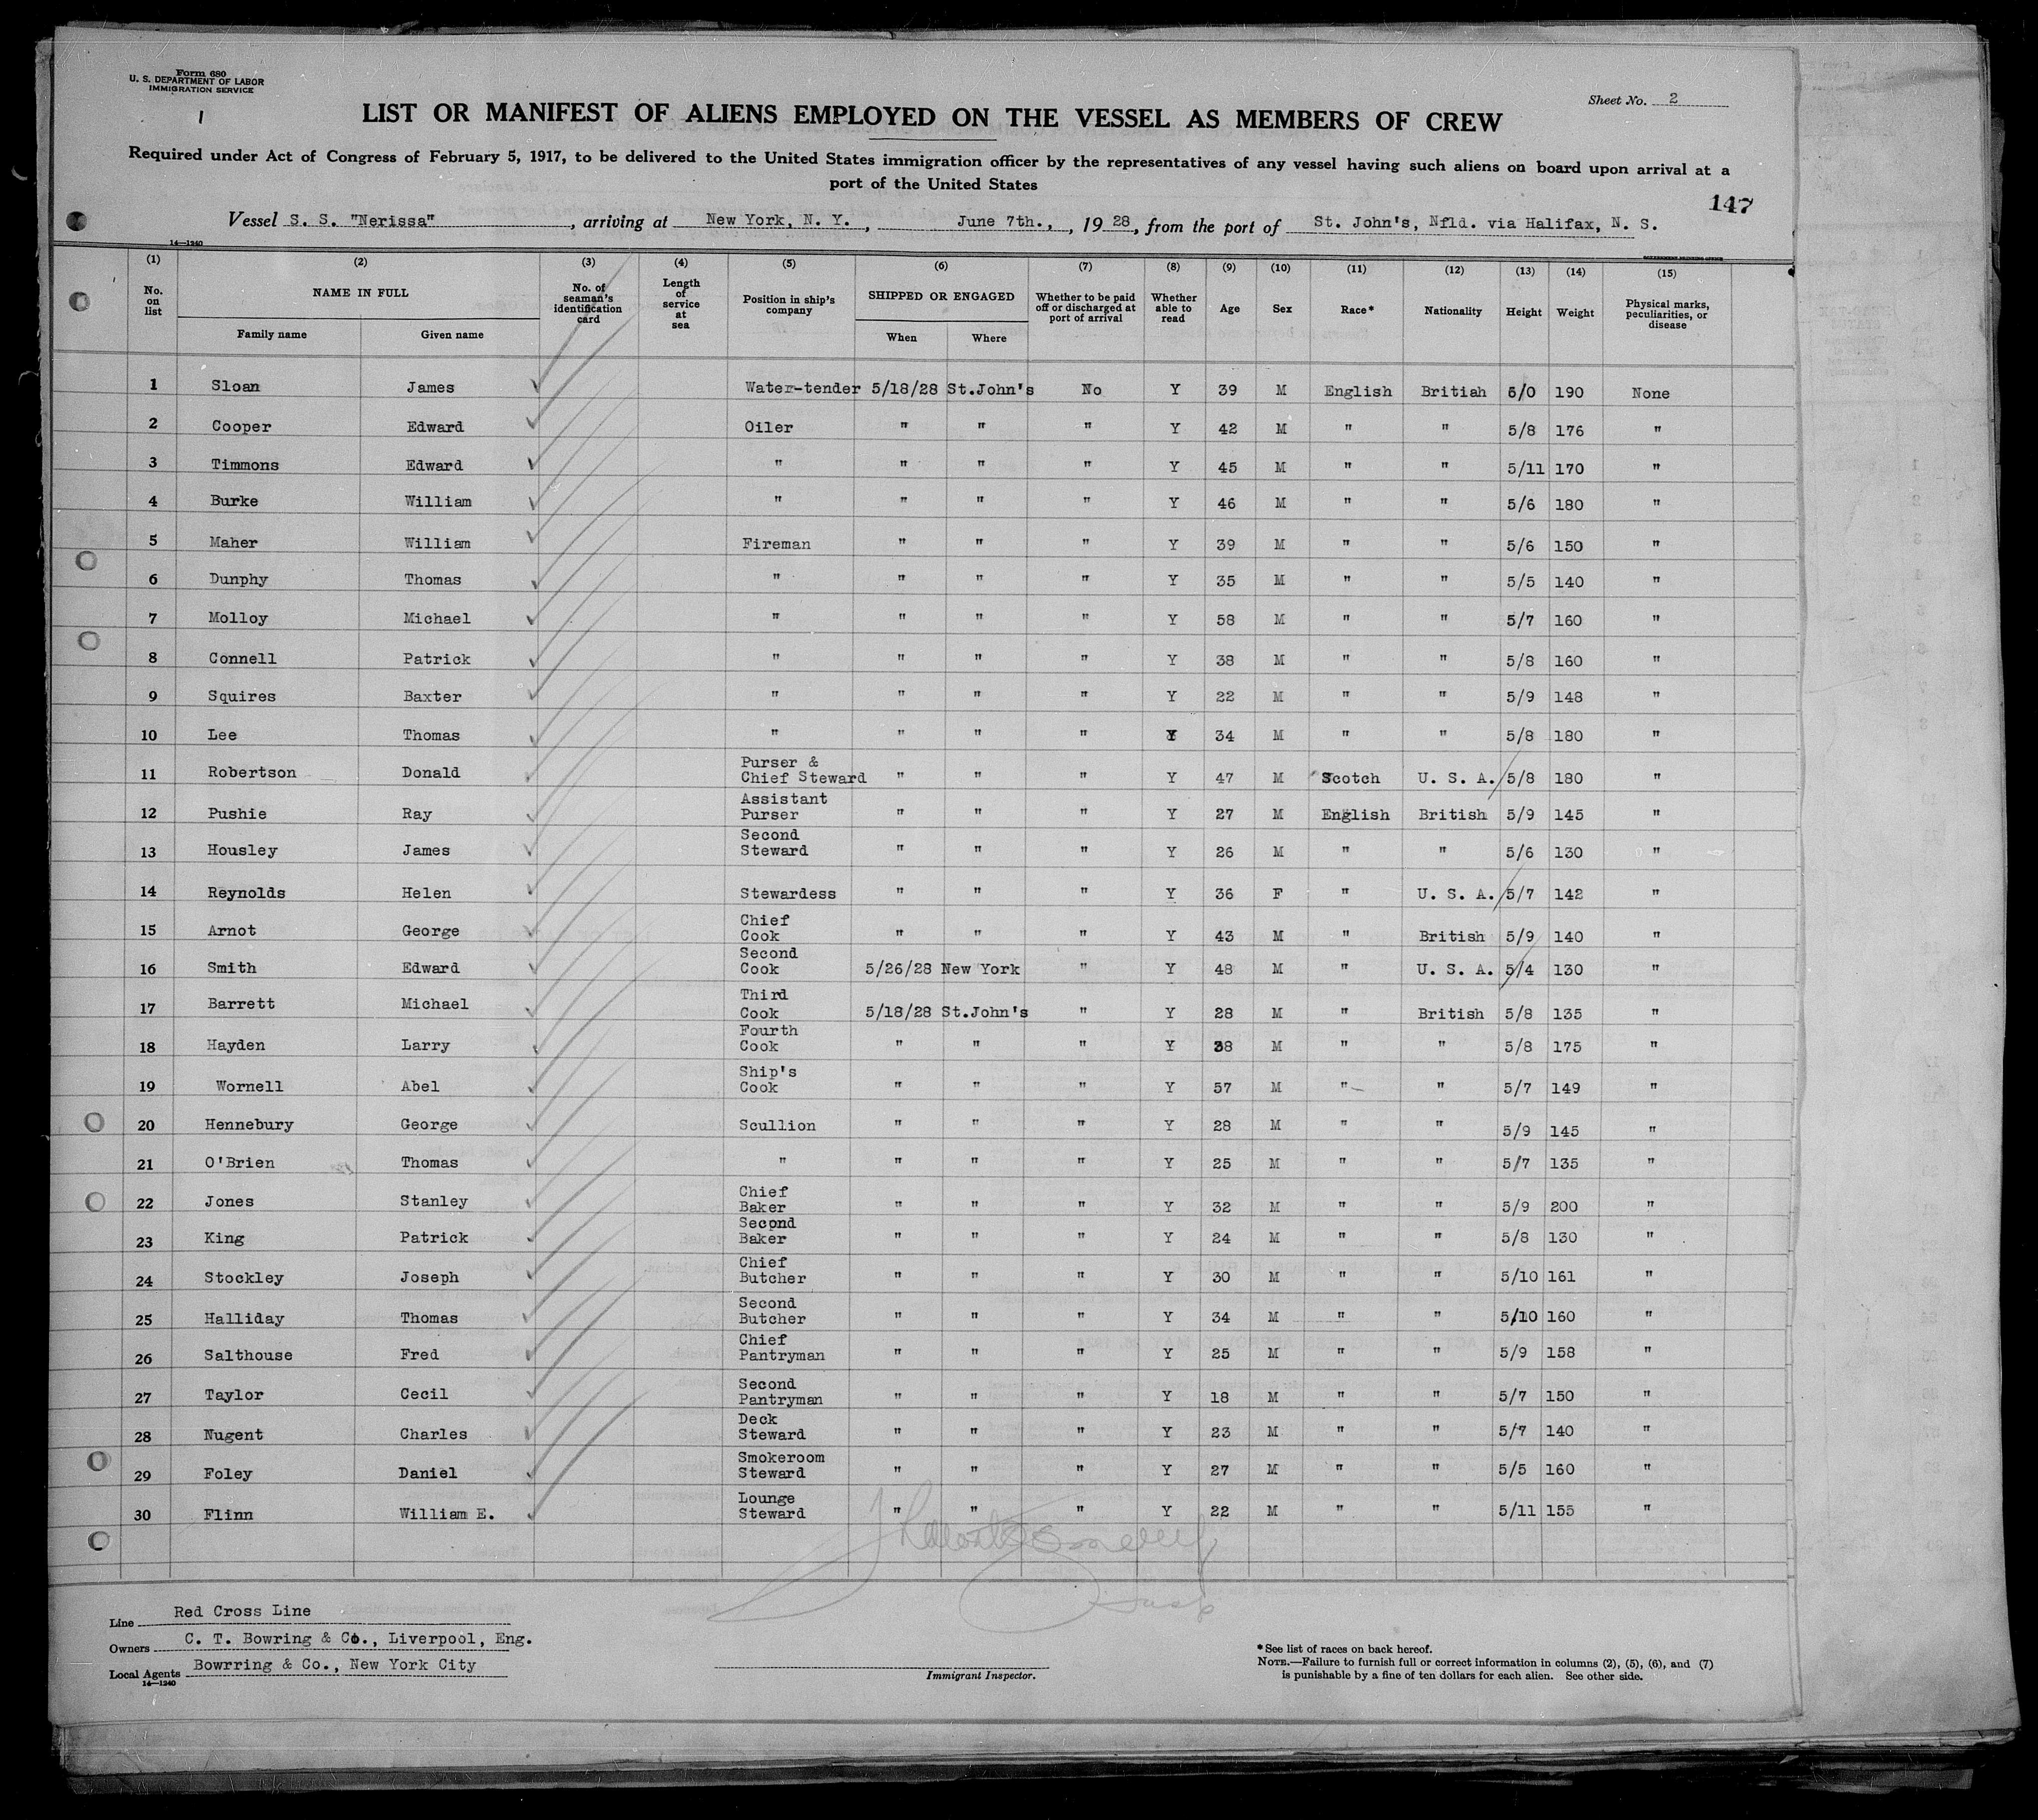 Form 680
U. S. DEPARTMENT OF LABOR
IMMIGRATION SERVICE
1
Sheet No. 2
LIST OR MANIFEST OF ALIENS EMPLOYED ON THE VESSEL AS MEMBERS OF CREW
Required under Act of Congress of February 5, 1917, to be delivered to the United States immigration officer by the representatives of any vessel having such aliens on board upon arrival at a
port of the United States
147
Vessel S. S. "Nerissa", arriving at New York, N. Y., June 7th., , 19 28, from the port of St. John's, Nfld. via Halifax, N. S.
14—1240 GOVERNMENT PRINTING OFFICE
(1) (2) (3) (4) (5) (6) (7) (8) (9) (10) (11) (12) (13) (14) (15)
No. on list NAME IN FULL Family name Given name No. of seaman's identification card Length of service at sea Position in ship's company SHIPPED OR ENGAGED When Where Whether to be paid off or discharged at port of arrival Whether able to read Age Sex Race* Nationality Height Weight Physical marks, peculiarities, or disease
1 Sloan James Water-tender 5/18/28 St.John's No Y 39 M English British 6/0 190 None
2 Cooper Edward Oiler " " " Y 42 M " " 5/8 176 "
3 Timmons Edward " " " " Y 45 M " " 5/11 170 "
4 Burke William " " " " Y 46 M " " 5/6 180 "
5 Maher William Fireman " " " Y 39 M " " 5/6 150 "
6 Dunphy Thomas " " " " Y 35 M " " 5/5 140 "
7 Molloy Michael " " " " Y 58 M " " 5/7 160 "
8 Connell Patrick " " " " Y 38 M " " 5/8 160 "
9 Squires Baxter " " " " Y 22 M " " 5/9 148 "
10 Lee Thomas " " " " Y 34 M " " 5/8 180 "
11 Robertson Donald Purser & Chief Steward " " " Y 47 M Scotch U. S. A. 5/8 180 "
12 Pushie Ray Assistant Purser " " " Y 27 M English British 5/9 145 "
13 Housley James Second Steward " " " Y 26 M " " 5/6 130 "
14 Reynolds Helen Stewardess " " " Y 36 F " U. S. A. 5/7 142 "
15 Arnot George Chief Cook " " " Y 43 M " British 5/9 140 "
16 Smith Edward Second Cook 5/26/28 New York " Y 48 M " U. S. A. 5/4 130 "
17 Barrett Michael Third Cook 5/18/28 St.John's " Y 28 M " British 5/8 135 "
18 Hayden Larry Fourth Cook " " " Y 38 M " " 5/8 175 "
19 Wornell Abel Ship's Cook " " " Y 57 M " " 5/7 149 "
20 Hennebury George Scullion " " " Y 28 M " " 5/9 145 "
21 O'Brien Thomas " " " " Y 25 M " " 5/7 135 "
22 Jones Stanley Chief Baker " " " Y 32 M " " 5/9 200 "
23 King Patrick Second Baker " " " Y 24 M " " 5/8 130 "
24 Stockley Joseph Chief Butcher " " " Y 30 M " " 5/10 161 "
25 Halliday Thomas Second Butcher " " " Y 34 M " " 5/10 160 "
26 Salthouse Fred Chief Pantryman " " " Y 25 M " " 5/9 158 "
27 Taylor Cecil Second Pantryman " " " Y 18 M " " 5/7 150 "
28 Nugent Charles Deck Steward " " " Y 23 M " " 5/7 140 "
29 Foley Daniel Smokeroom Steward " " " Y 27 M " " 5/5 160 "
30 Flinn William E. Lounge Steward " " " Y 22 M " " 5/11 155 "
Line Red Cross Line
Owners C. T. Bowring & Co., Liverpool, Eng.
Local Agents Bowrring & Co., New York City
14—1240
Immigrant Inspector.
*See list of races on back hereof.
NOTE.—Failure to furnish full or correct information in columns (2), (5), (6), and (7)
is punishable by a fine of ten dollars for each alien. See other side.